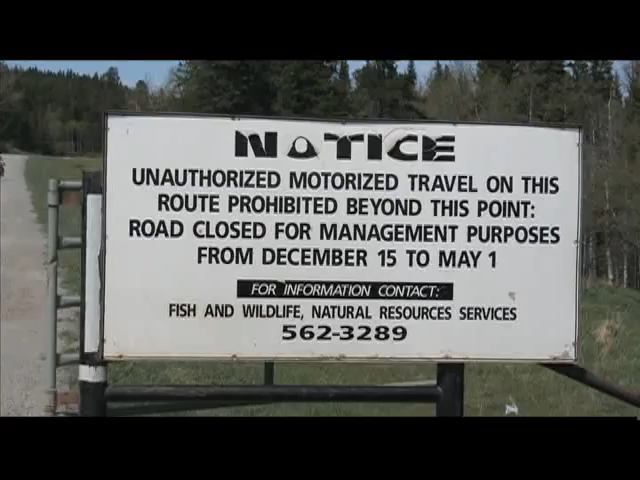 NOTICE
UNAUTHORIZED MOTORIZED TRAVEL ON THIS
ROUTE PROHIBITED BEYOND THIS POINT:
ROAD CLOSED FOR MANAGEMENT PURPOSES
FROM DECEMBER 15 TO MAY 1
FOR INFORMATION CONTACT:
FISH AND WILDLIFE, NATURAL RESOURCES SERVICES
562-3289